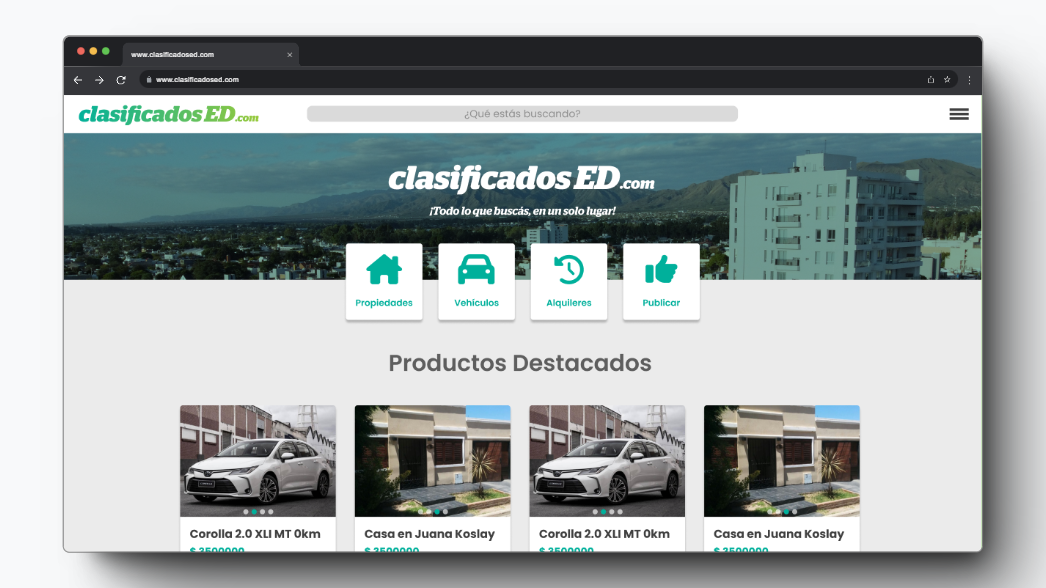 www.clasificadosed.com
www.clasificadosed.com
clasificadosED.com
¿Qué estás buscando?
clasificadosED.com
¡Todo lo que buscás, en un solo lugar!
Propiedades
Vehículos
Alquileres
Publicar
Productos Destacados
Corolla 2.0 XLI MT 0km
Casa en Juana Koslay
Corolla 2.0 XLI MT 0km
Casa en Juana Koslay
$ 3500000
$ 3500000
$ 3500000
$ 3500000